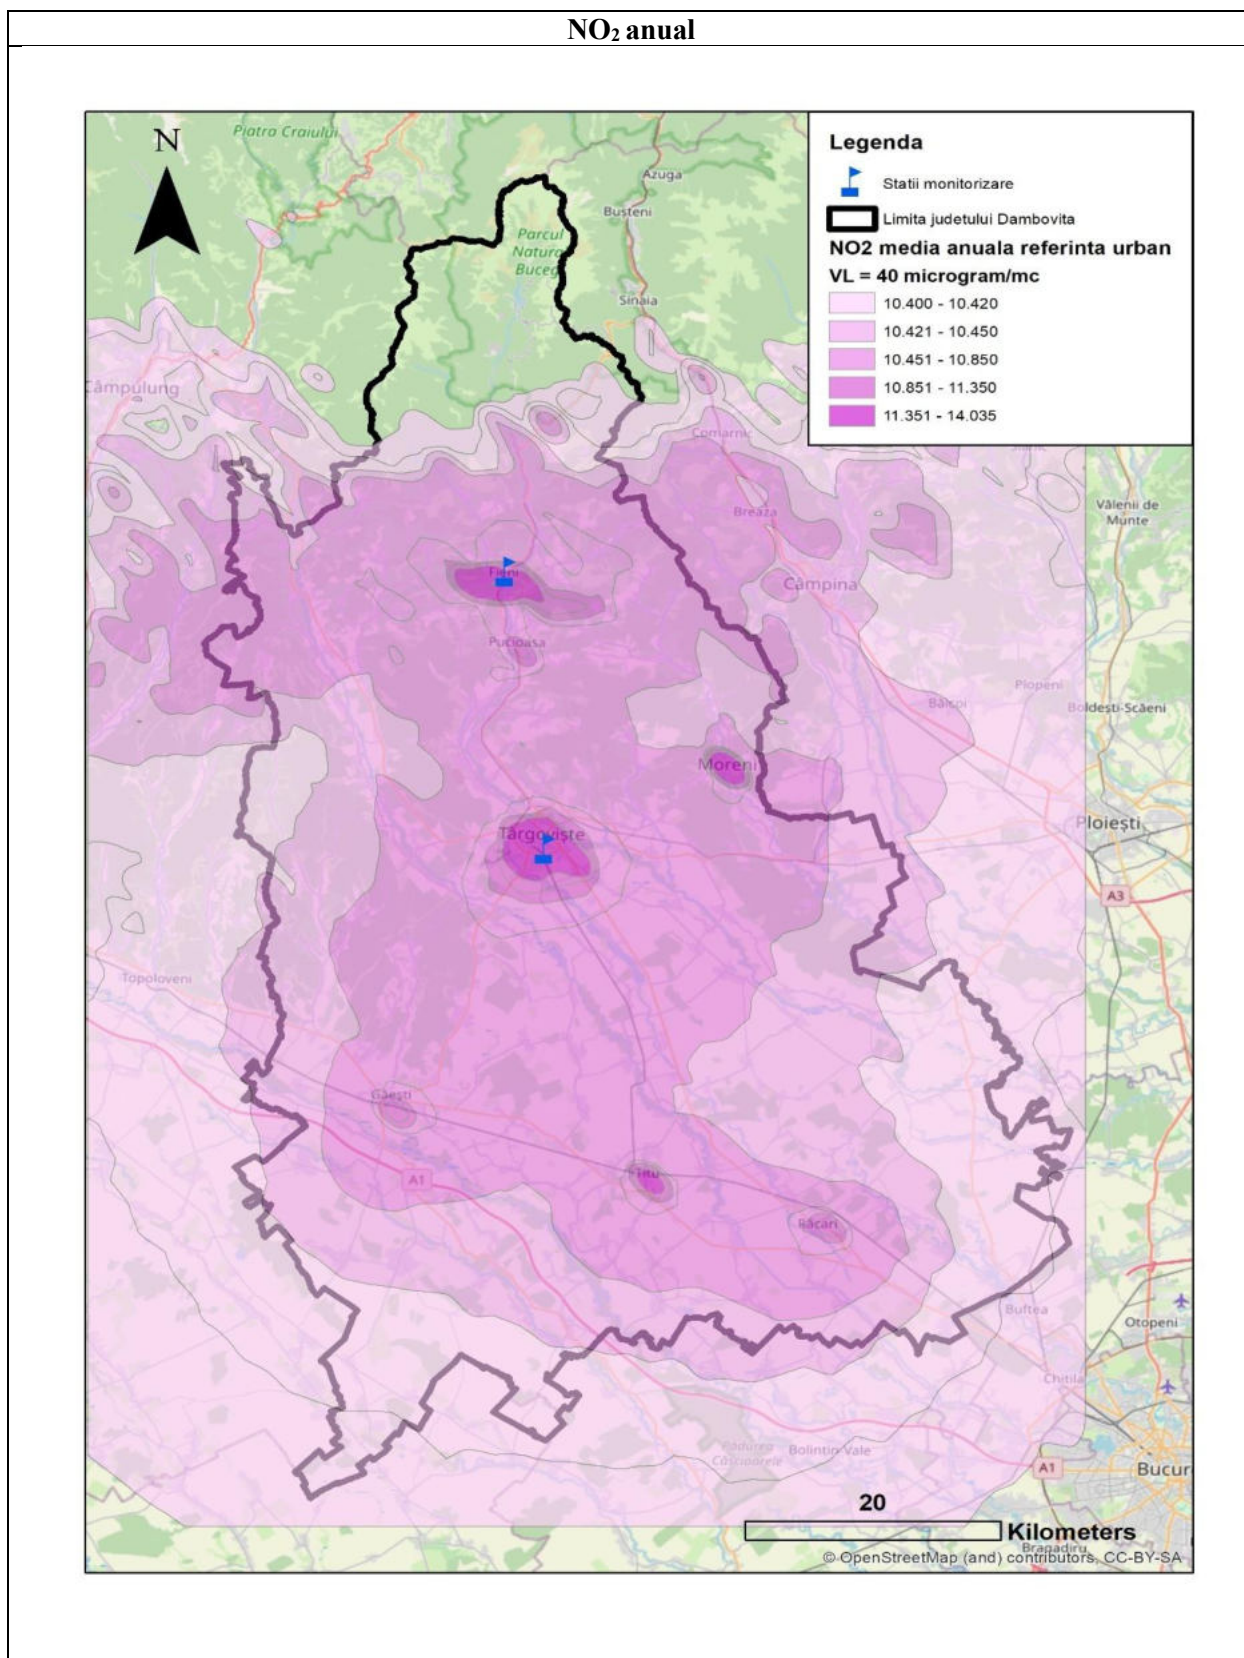 NO₂ anual
N
Piatra Craiului
Azuga
Bușteni
Parcul
Natura
Buceg
Sinaia
Legenda
Statii monitorizare
Limita judetului Dambovita
NO2 media anuala referinta urban
VL = 40 microgram/mc
10.400 - 10.420
10.421 - 10.450
10.451 - 10.850
10.851 - 11.350
11.351 - 14.035
Câmpulung
Comarnic
Breaza
Vălenii de
Munte
Fieni
Câmpina
Pucioasa
Plopeni
Băicoi
Boldești-Scăeni
Moreni
Ploiești
Târgoviște
A3
Topoloveni
Găești
A1
Titu
Răcari
Buftea
Otopeni
Chitila
Pădurea
Căscioarele
Bolintin-Vale
A1
Bucur
20
Kilometers
Bragadiru
© OpenStreetMap (and) contributors, CC-BY-SA